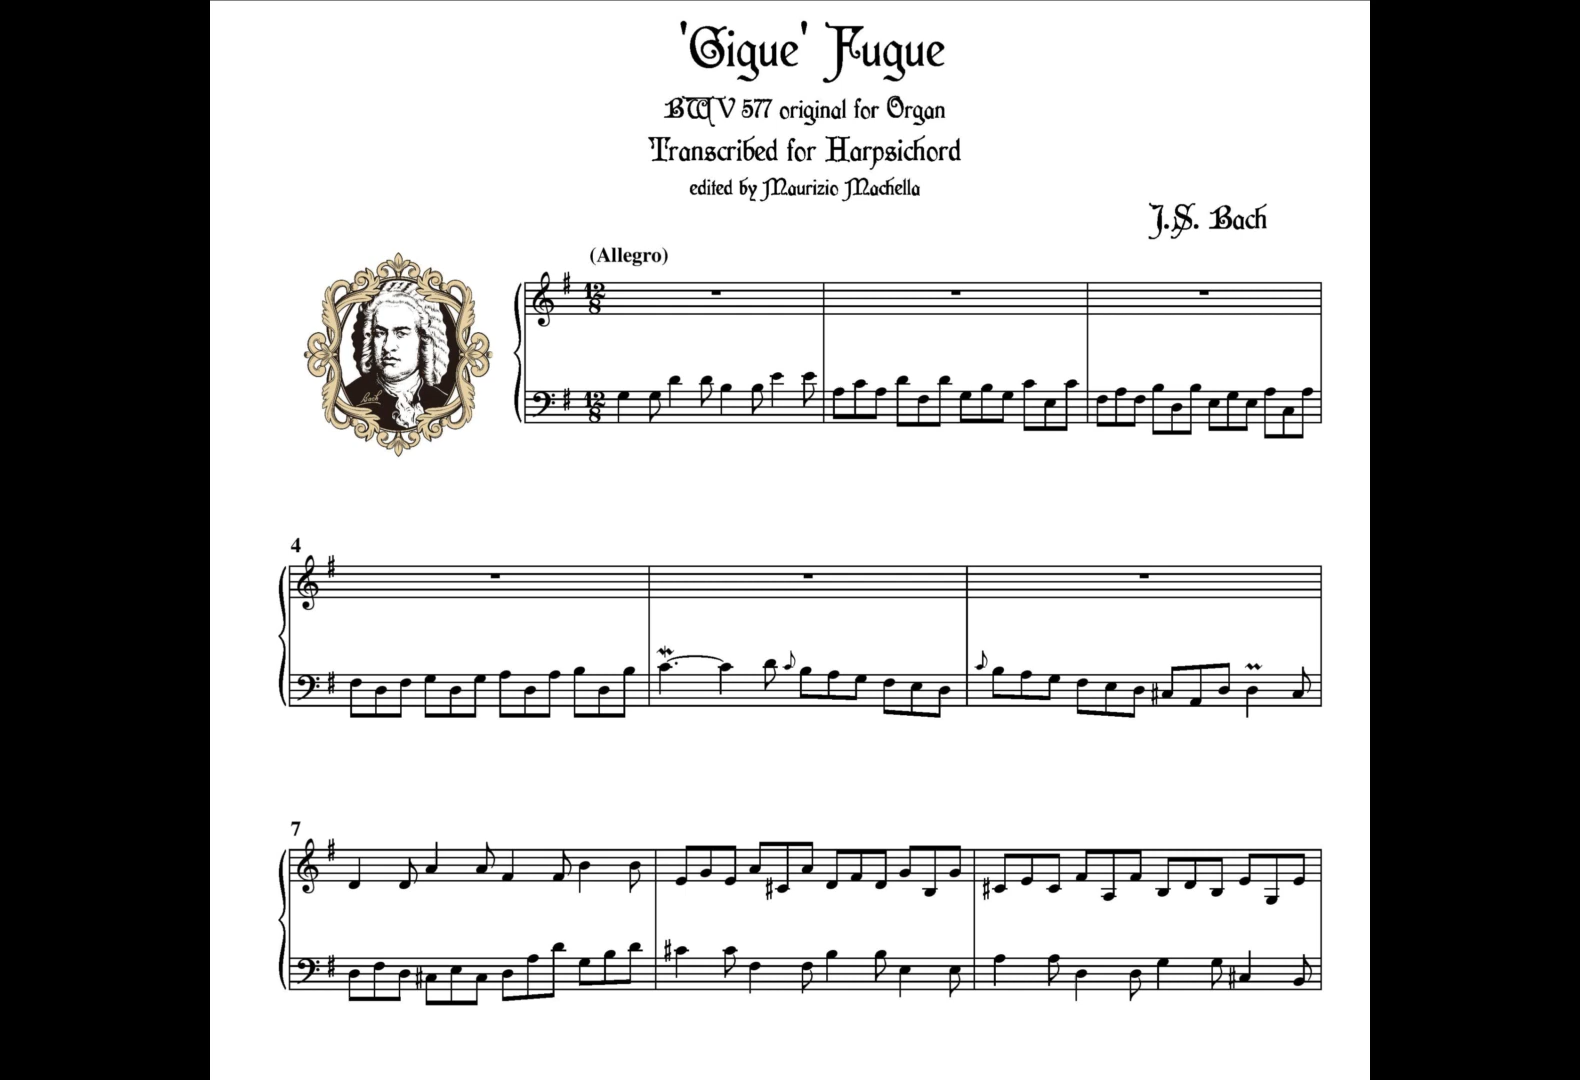 'Gigue' Fugue
BWV 577 original for Organ
Transcribed for Harpsichord
edited by Maurizio Machella
J.S. Bach
(Allegro)
12
8
12
8
Bach
4
7